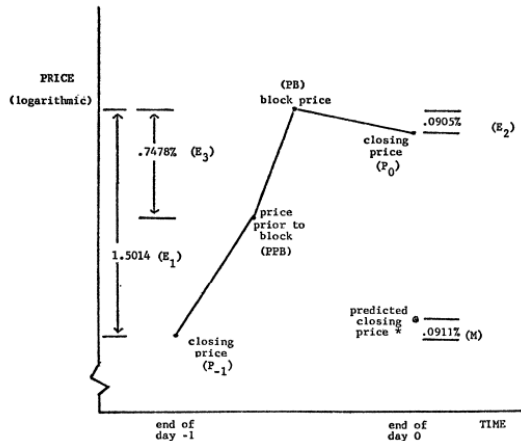 PRICE
(logarithmic)
(PB)
block price
.0905%
(E2)
closing
price
(P0)
.7478% (E3)
price
prior to
block
(PPB)
1.5014 (E1)
predicted
closing
price *
.0911% (M)
closing
price
(P-1)
end of
day -1
end of
day 0
TIME